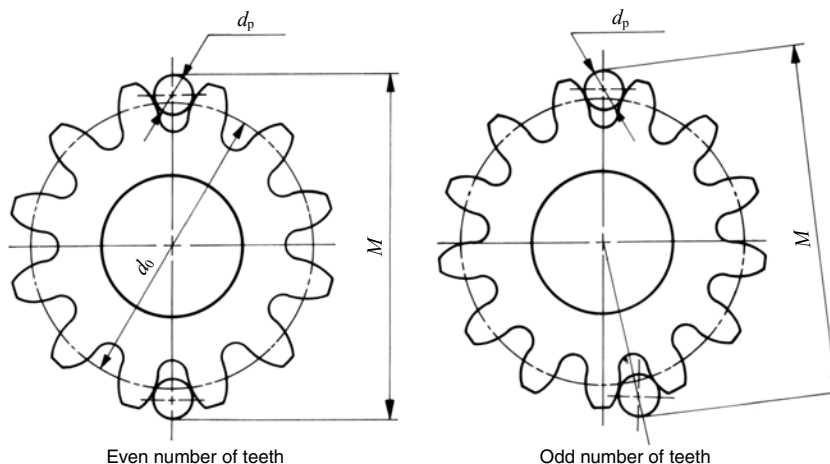 dp
dp
M
M
d0
Even number of teeth
Odd number of teeth